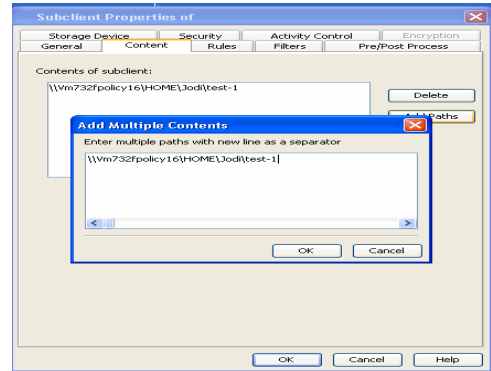 Subclient Properties of
Storage Device Security Activity Control Encryption
General Content Rules Filters Pre/Post Process
Contents of subclient:
\\Vm732fpolicy16\HOME\Jodi\test-1
Delete
Paths
Add Multiple Contents
Enter multiple paths with new line as a separator
\\Vm732fpolicy16\HOME\Jodi\test-1
OK Cancel
OK Cancel Help